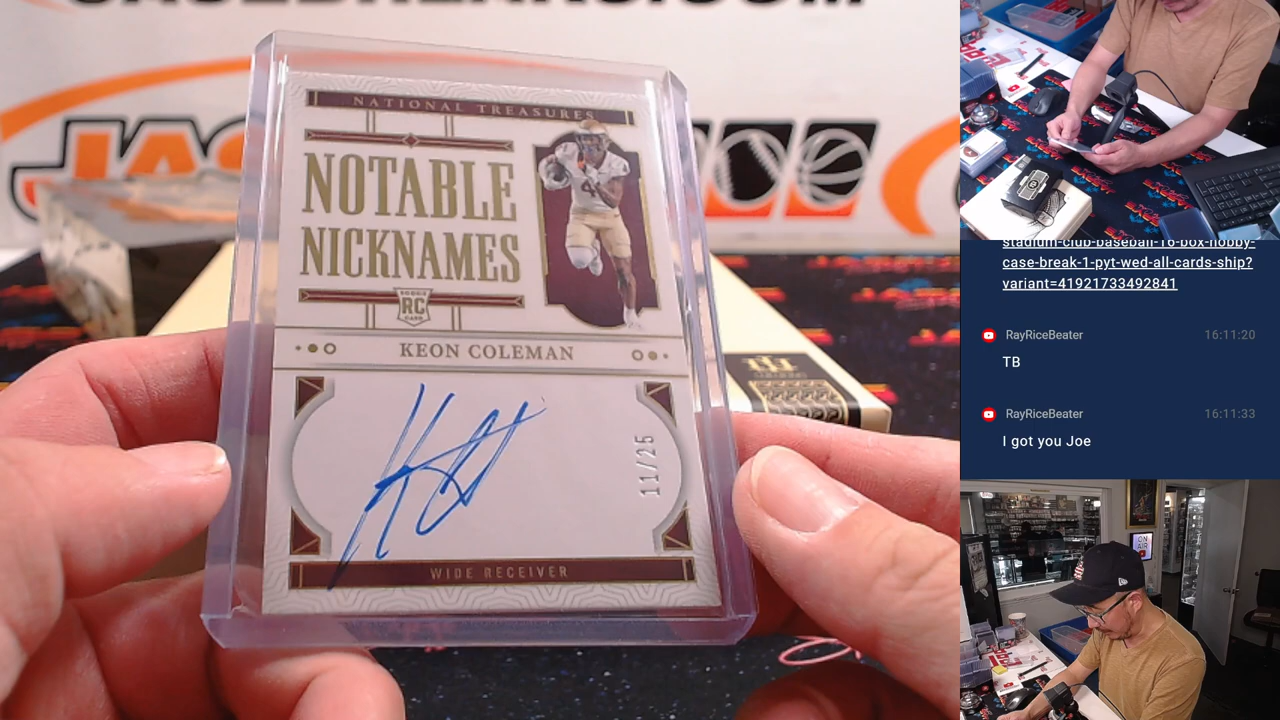 NATIONAL TREASURES
NOTABLE
NICKNAMES
RC
KEON COLEMAN
11/25
WIDE RECEIVER
4
stadium-club-baseball-16-box-hobby-
case-break-1-pyt-wed-all-cards-ship?
variant=41921733492841
RayRiceBeater 16:11:20
TB
RayRiceBeater 16:11:33
I got you Joe
ON
AIR